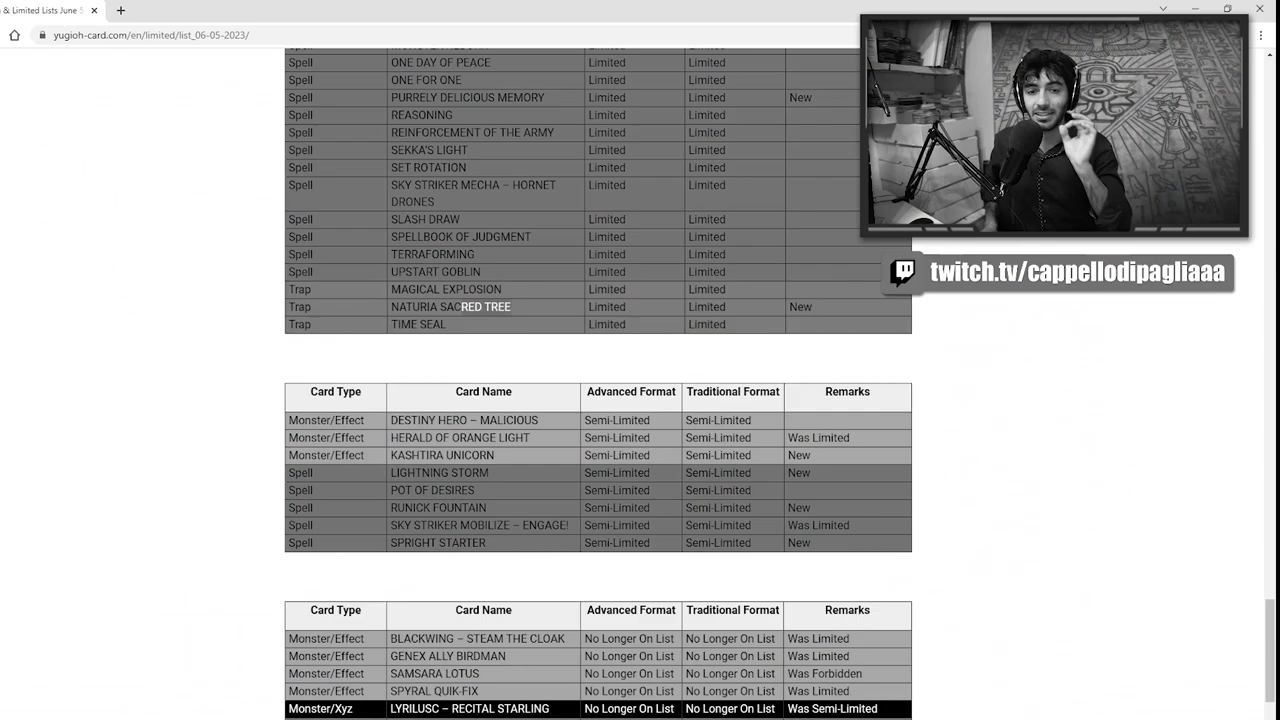 & Limited Lists June 5
yugioh-card.com/en/limited/list_06-05-2023/
Spell ONE DAY OF PEACE Limited Limited
Spell ONE FOR ONE Limited Limited
Spell PURRELY DELICIOUS MEMORY Limited Limited New
Spell REASONING Limited Limited
Spell REINFORCEMENT OF THE ARMY Limited Limited
Spell SEKKA'S LIGHT Limited Limited
Spell SET ROTATION Limited Limited
Spell SKY STRIKER MECHA – HORNET Limited Limited
DRONES
Spell SLASH DRAW Limited Limited
Spell SPELLBOOK OF JUDGMENT Limited Limited
Spell TERRAFORMING Limited Limited
Spell UPSTART GOBLIN Limited Limited
Trap MAGICAL EXPLOSION Limited Limited
Trap NATURIA SACRED TREE Limited Limited New
Trap TIME SEAL Limited Limited
twitch.tv/cappellodipagliaaa
Card Type Card Name Advanced Format Traditional Format Remarks
Monster/Effect DESTINY HERO – MALICIOUS Semi-Limited Semi-Limited
Monster/Effect HERALD OF ORANGE LIGHT Semi-Limited Semi-Limited Was Limited
Monster/Effect KASHTIRA UNICORN Semi-Limited Semi-Limited New
Spell LIGHTNING STORM Semi-Limited Semi-Limited New
Spell POT OF DESIRES Semi-Limited Semi-Limited
Spell RUNICK FOUNTAIN Semi-Limited Semi-Limited New
Spell SKY STRIKER MOBILIZE – ENGAGE! Semi-Limited Semi-Limited Was Limited
Spell SPRIGHT STARTER Semi-Limited Semi-Limited New
Card Type Card Name Advanced Format Traditional Format Remarks
Monster/Effect BLACKWING – STEAM THE CLOAK No Longer On List No Longer On List Was Limited
Monster/Effect GENEX ALLY BIRDMAN No Longer On List No Longer On List Was Limited
Monster/Effect SAMSARA LOTUS No Longer On List No Longer On List Was Forbidden
Monster/Effect SPYRAL QUIK-FIX No Longer On List No Longer On List Was Limited
Monster/Xyz LYRILUSC – RECITAL STARLING No Longer On List No Longer On List Was Semi-Limited